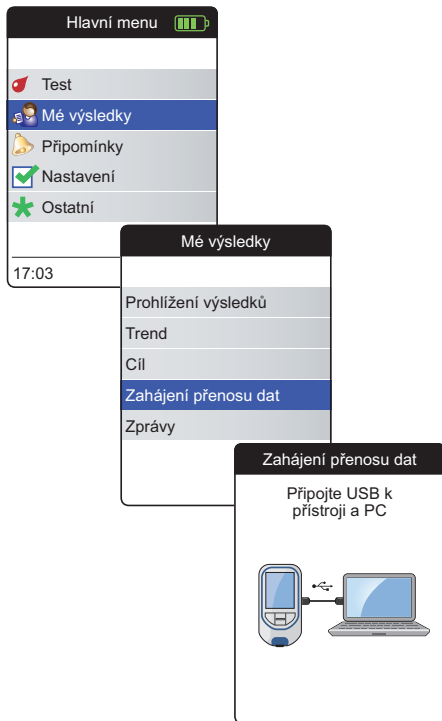 Hlavní menu
Test
Mé výsledky
Připomínky
Nastavení
Ostatní
17:03
Mé výsledky
Prohlížení výsledků
Trend
Cíl
Zahájení přenosu dat
Zprávy
Zahájení přenosu dat
Připojte USB k
přístroji a PC